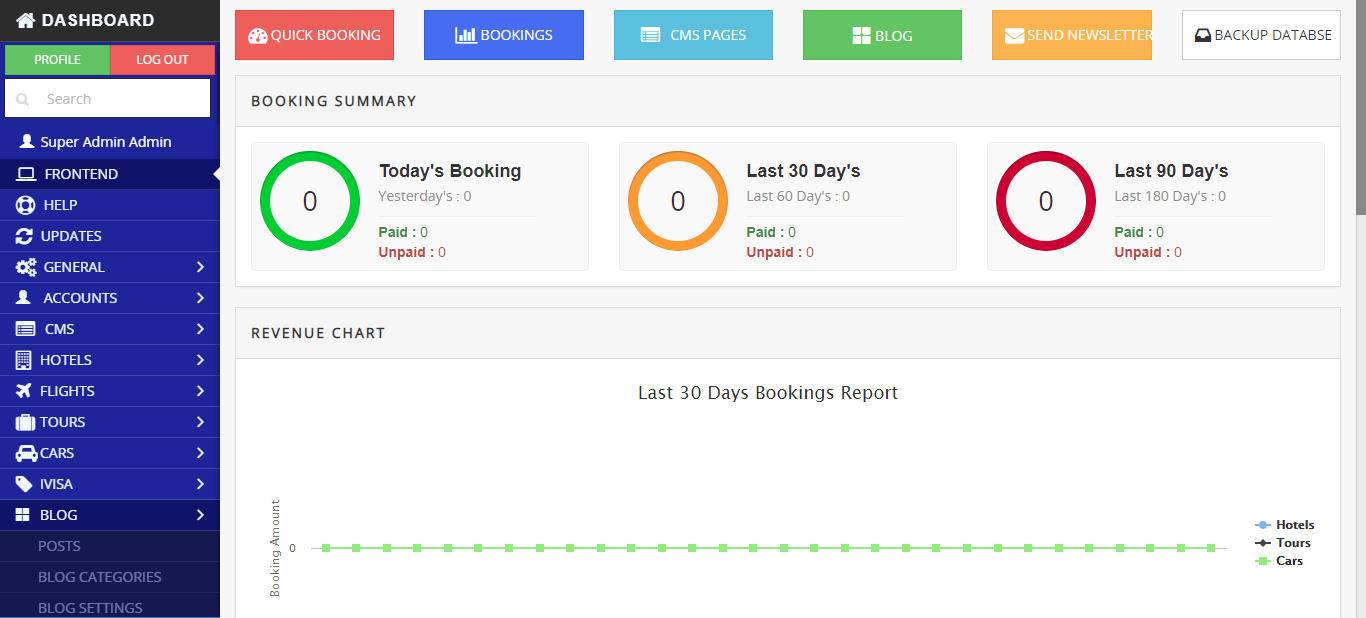 DASHBOARD
PROFILE
LOG OUT
Search
Super Admin Admin
FRONTEND
HELP
UPDATES
GENERAL
ACCOUNTS
CMS
HOTELS
FLIGHTS
TOURS
CARS
IVISA
BLOG
POSTS
BLOG CATEGORIES
BLOG SETTINGS
QUICK BOOKING
BOOKINGS
CMS PAGES
BLOG
SEND NEWSLETTER
BACKUP DATABSE
BOOKING SUMMARY
0
Today's Booking
Yesterday's : 0
Paid : 0
Unpaid : 0
0
Last 30 Day's
Last 60 Day's : 0
Paid : 0
Unpaid : 0
0
Last 90 Day's
Last 180 Day's : 0
Paid : 0
Unpaid : 0
REVENUE CHART
Last 30 Days Bookings Report
Booking Amount
0
Hotels
Tours
Cars